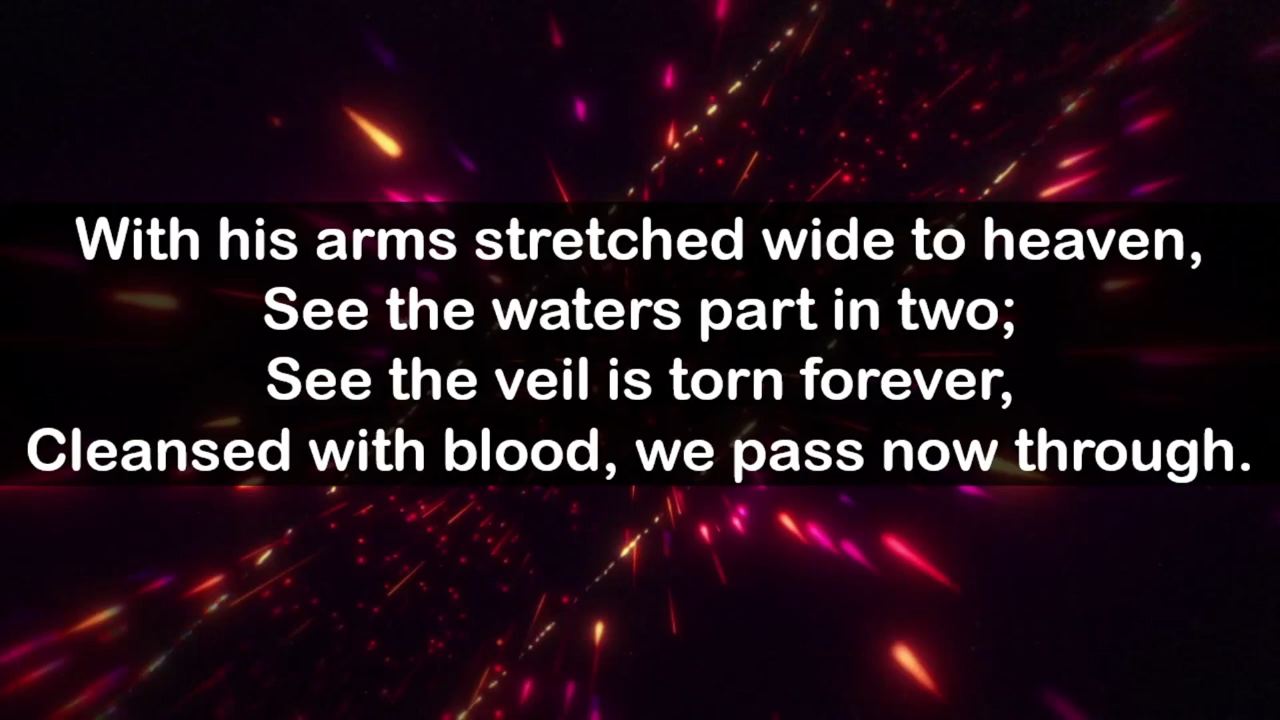 With his arms stretched wide to heaven,
See the waters part in two;
See the veil is torn forever,
Cleansed with blood, we pass now through.